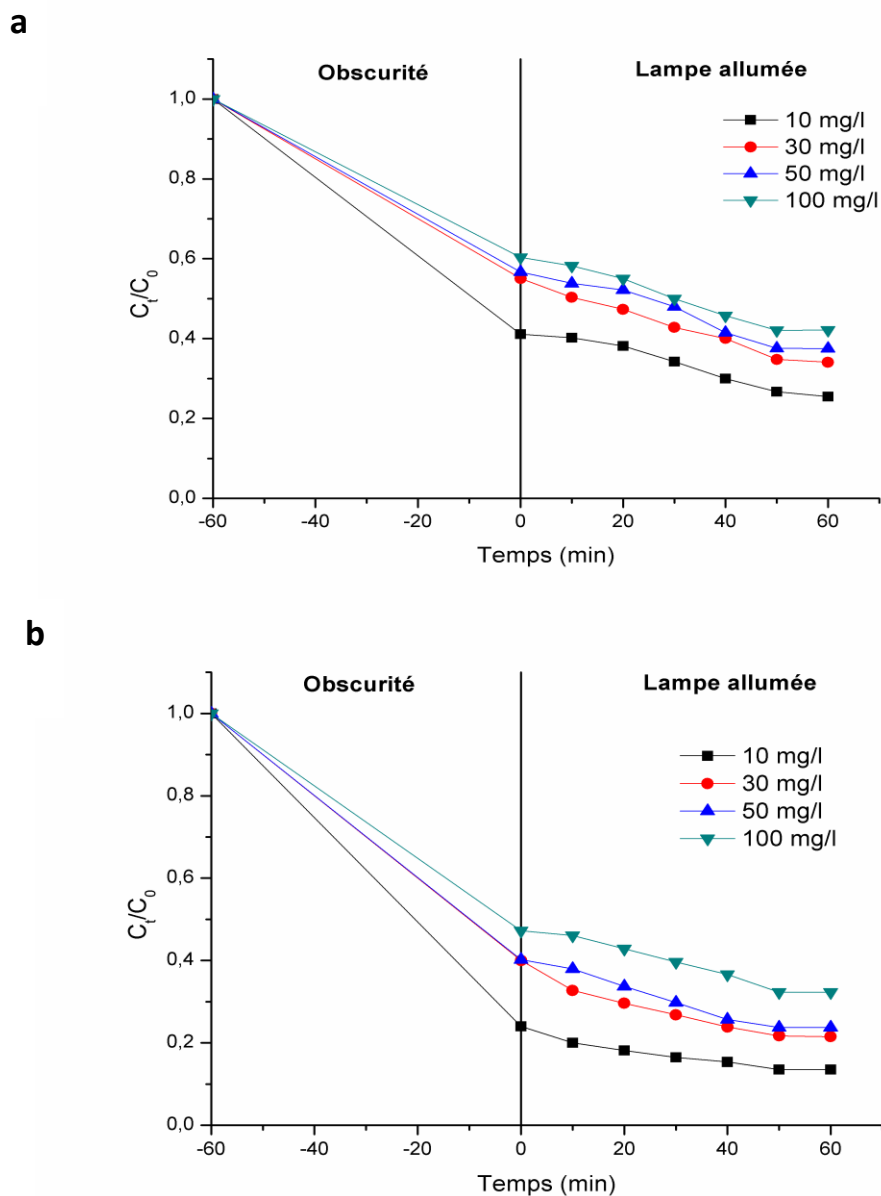 a
Obscurité Lampe allumée
10 mg/l
30 mg/l
50 mg/l
100 mg/l
1,0
0,8
0,6
0,4
0,2
0,0
Ct/C0
-60 -40 -20 0 20 40 60
Temps (min)
b
Obscurité Lampe allumée
10 mg/l
30 mg/l
50 mg/l
100 mg/l
1,0
0,8
0,6
0,4
0,2
0,0
Ct/C0
-60 -40 -20 0 20 40 60
Temps (min)